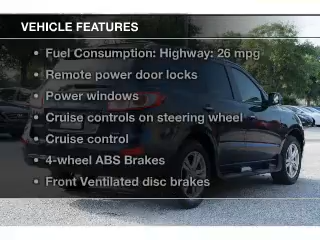 VEHICLE FEATURES
• Fuel Consumption: Highway: 26 mpg
• Remote power door locks
• Power windows
• Cruise controls on steering wheel
• Cruise control
• 4-wheel ABS Brakes
• Front Ventilated disc brakes